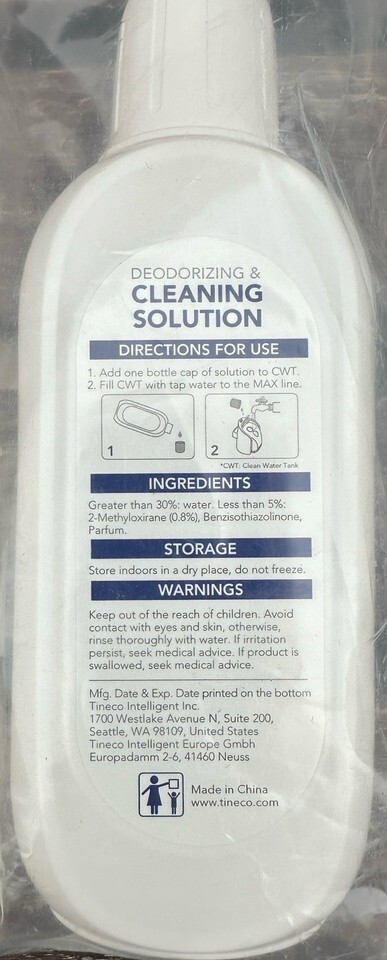 DEODORIZING &
CLEANING
SOLUTION
DIRECTIONS FOR USE
1. Add one bottle cap of solution to CWT.
2. Fill CWT with tap water to the MAX line.
1
2
*CWT: Clean Water Tank
INGREDIENTS
Greater than 30%: water. Less than 5%:
2-Methyloxirane (0.8%), Benzisothiazolinone,
Parfum.
STORAGE
Store indoors in a dry place, do not freeze.
WARNINGS
Keep out of the reach of children. Avoid
contact with eyes and skin, otherwise,
rinse thoroughly with water. If irritation
persist, seek medical advice. If product is
swallowed, seek medical advice.
Mfg. Date & Exp. Date printed on the bottom
Tineco Intelligent Inc.
1700 Westlake Avenue N, Suite 200,
Seattle, WA 98109, United States
Tineco Intelligent Europe Gmbh
Europadamm 2-6, 41460 Neuss
Made in China
www.tineco.com